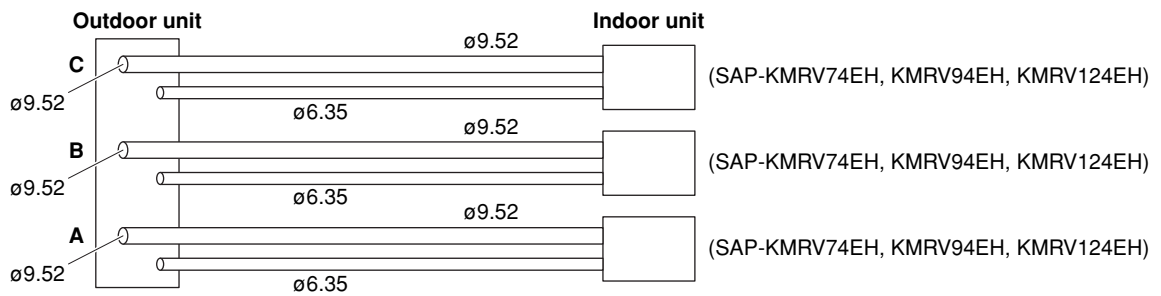 Outdoor unit Indoor unit
C ø9.52 (SAP-KMRV74EH, KMRV94EH, KMRV124EH)
ø9.52 ø6.35
B ø9.52 (SAP-KMRV74EH, KMRV94EH, KMRV124EH)
ø9.52 ø6.35
A ø9.52 (SAP-KMRV74EH, KMRV94EH, KMRV124EH)
ø9.52 ø6.35